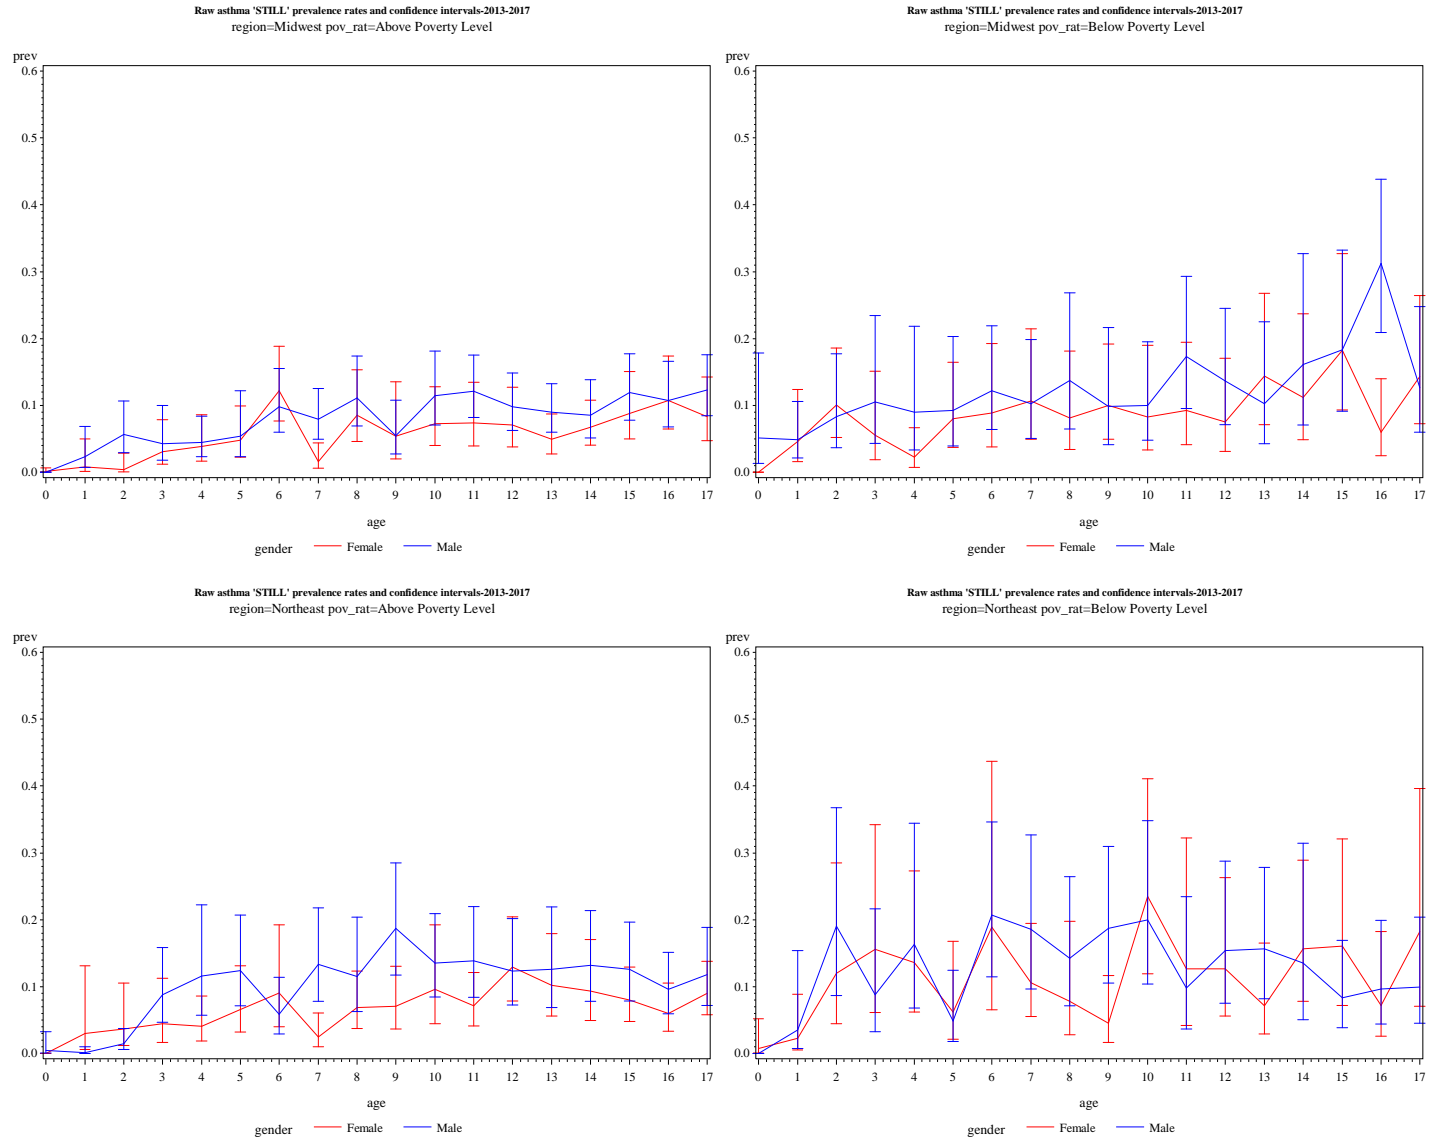 Raw asthma 'STILL' prevalence rates and confidence intervals-2013-2017
region=Midwest pov_rat=Above Poverty Level
prev
0.6
0.5
0.4
0.3
0.2
0.1
0.0
0 1 2 3 4 5 6 7 8 9 10 11 12 13 14 15 16 17
age
gender Female Male
Raw asthma 'STILL' prevalence rates and confidence intervals-2013-2017
region=Midwest pov_rat=Below Poverty Level
prev
0.6
0.5
0.4
0.3
0.2
0.1
0.0
0 1 2 3 4 5 6 7 8 9 10 11 12 13 14 15 16 17
age
gender Female Male
Raw asthma 'STILL' prevalence rates and confidence intervals-2013-2017
region=Northeast pov_rat=Above Poverty Level
prev
0.6
0.5
0.4
0.3
0.2
0.1
0.0
0 1 2 3 4 5 6 7 8 9 10 11 12 13 14 15 16 17
age
gender Female Male
Raw asthma 'STILL' prevalence rates and confidence intervals-2013-2017
region=Northeast pov_rat=Below Poverty Level
prev
0.6
0.5
0.4
0.3
0.2
0.1
0.0
0 1 2 3 4 5 6 7 8 9 10 11 12 13 14 15 16 17
age
gender Female Male